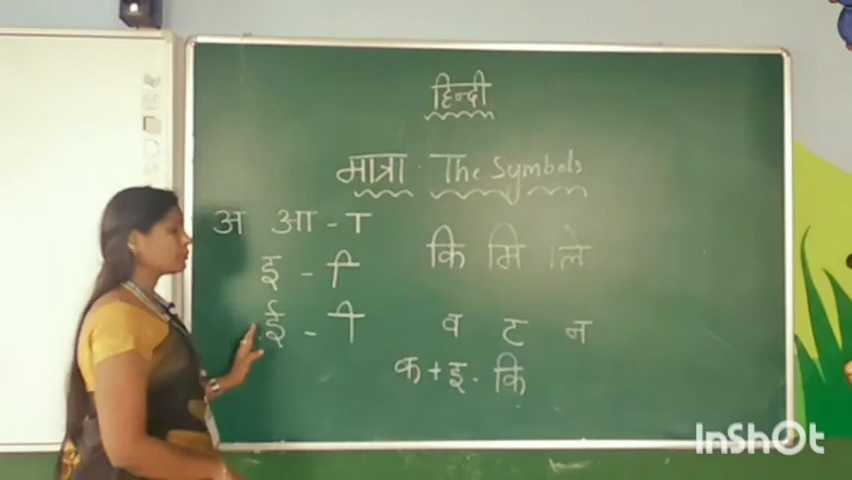 हिन्दी
मात्रा The Symbols
अ आ - ा
कि मि
इ - ि
ई - ी
व ट न
क + इ - कि
InShOt